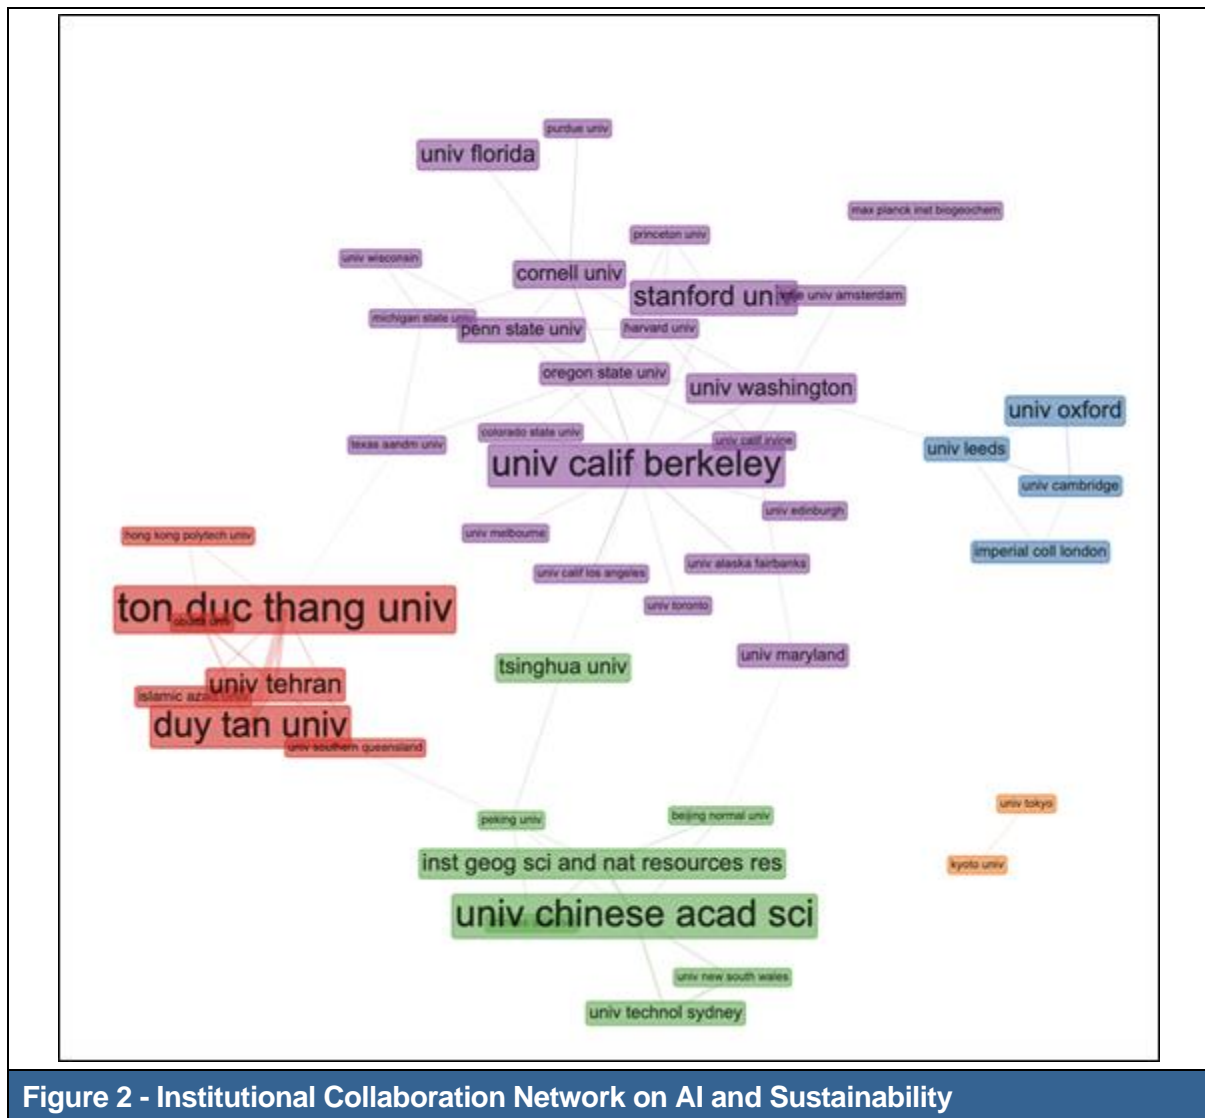 purdue univ
univ florida
max planck inst biogeochem
princeton univ
univ wisconsin
cornell univ
stanford univ
univ amsterdam
michigan state univ
penn state univ
harvard univ
oregon state univ
univ washington
univ oxford
colorado state univ
univ calif irvine
texas aandm univ
univ leeds
univ calif berkeley
univ cambridge
univ edinburgh
hong kong polytech univ
univ melbourne
imperial coll london
univ alaska fairbanks
univ calif los angeles
ton duc thang univ
univ toronto
obuda univ
univ maryland
tsinghua univ
univ tehran
islamic azad univ
duy tan univ
univ southern queensland
univ tokyo
peking univ
beijing normal univ
inst geog sci and nat resources res
kyoto univ
univ chinese acad sci
univ new south wales
univ technol sydney
Figure 2 - Institutional Collaboration Network on AI and Sustainability